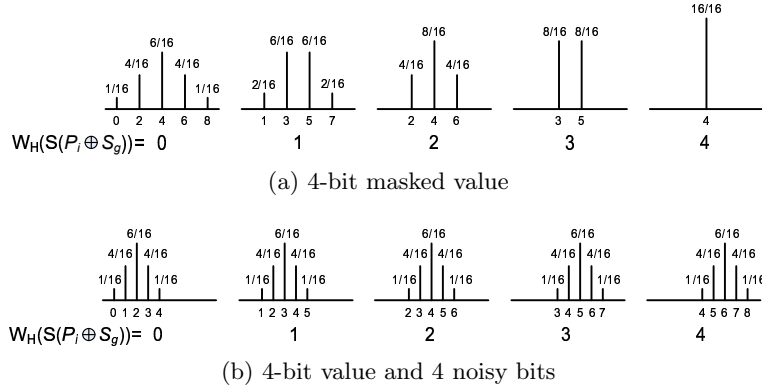 16/16
8/16 8/16 8/16
6/16 6/16 6/16
4/16 4/16 4/16 4/16
1/16 1/16 2/16 2/16
0 2 4 6 8 1 3 5 7 2 4 6 3 5 4
W_H(S(P_i⊕S_g))= 0 1 2 3 4
(a) 4-bit masked value
6/16 6/16 6/16 6/16 6/16
4/16 4/16 4/16 4/16 4/16 4/16 4/16 4/16 4/16 4/16
1/16 1/16 1/16 1/16 1/16 1/16 1/16 1/16 1/16 1/16
0 1 2 3 4 1 2 3 4 5 2 3 4 5 6 3 4 5 6 7 4 5 6 7 8
W_H(S(P_i⊕S_g))= 0 1 2 3 4
(b) 4-bit value and 4 noisy bits